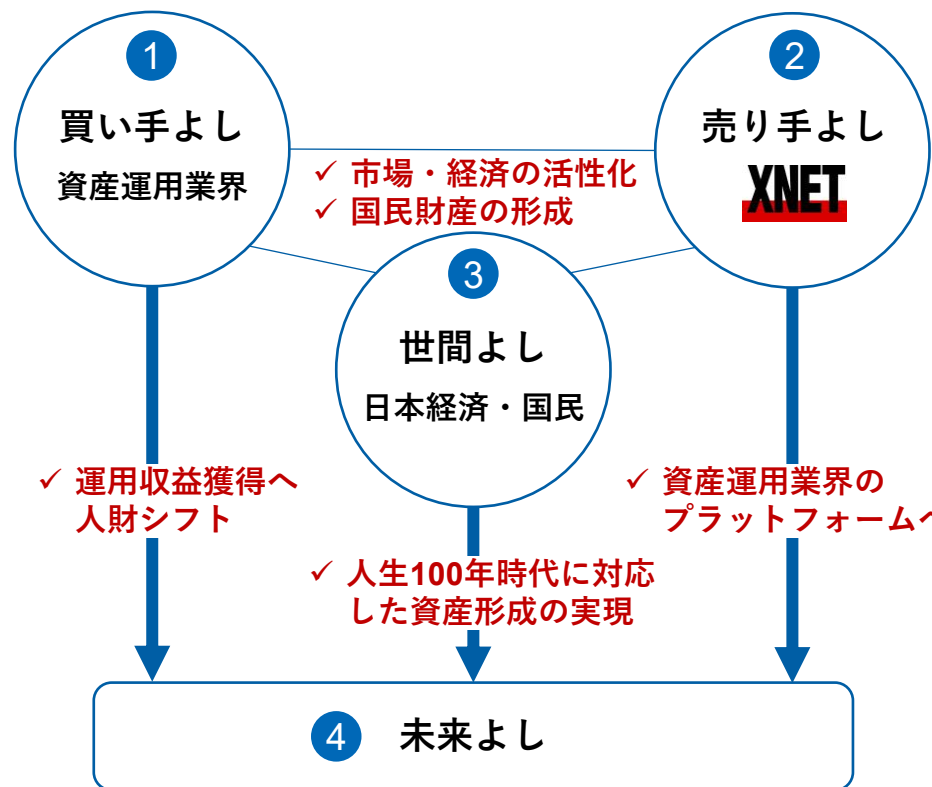 1
買い手よし
資産運用業界
2
売り手よし
XNET
✓ 市場・経済の活性化
✓ 国民財産の形成
3
世間よし
日本経済・国民
✓ 運用収益獲得へ
人財シフト
✓ 資産運用業界の
プラットフォームへ
✓ 人生100年時代に対応
した資産形成の実現
4 未来よし